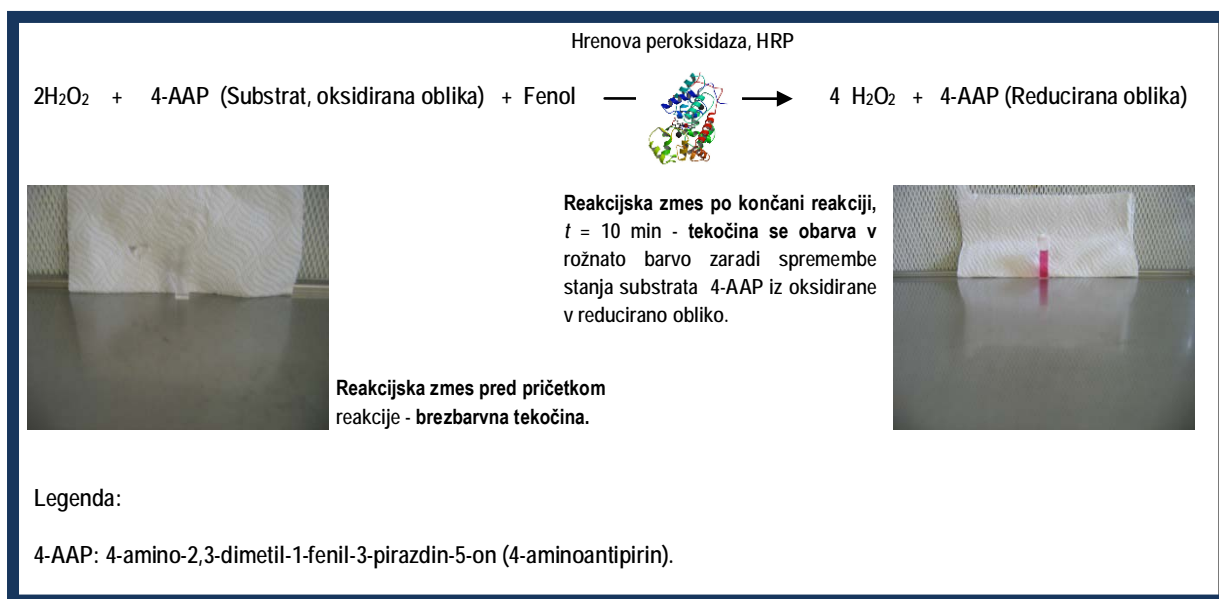 Hrenova peroksidaza, HRP
2H₂O₂ + 4-AAP (Substrat, oksidirana oblika) + Fenol 4 H₂O₂ + 4-AAP (Reducirana oblika)
Reakcijska zmes po končani reakciji,
t = 10 min - tekočina se obarva v
rožnato barvo zaradi spremembe
stanja substrata 4-AAP iz oksidirane
v reducirano obliko.
Reakcijska zmes pred pričetkom
reakcije - brezbarvna tekočina.
Legenda:
4-AAP: 4-amino-2,3-dimetil-1-fenil-3-pirazdin-5-on (4-aminoantipirin).